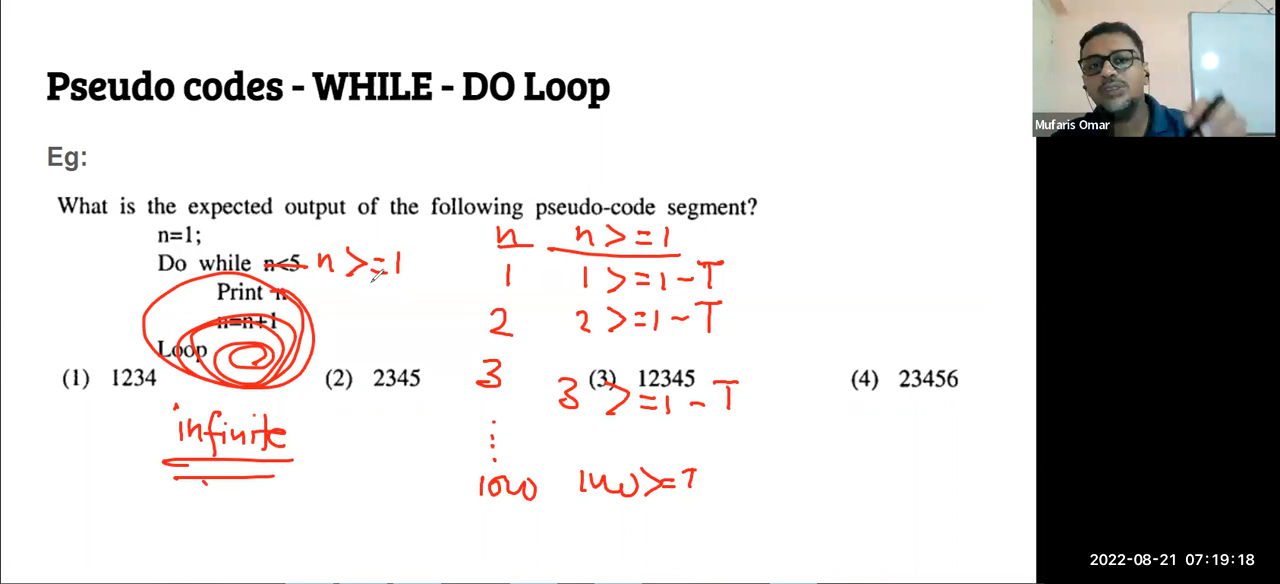 Pseudo codes - WHILE - DO Loop
Mufaris Omar
Eg:
What is the expected output of the following pseudo-code segment?
n=1;
Do while n<5 n >=1
Print n
n=n+1
Loop
(1) 1234 (2) 2345 (3) 12345 (4) 23456
infinite
n n >=1
1 1 >=1 - T
2 2 >=1 - T
3 3 >=1 - T
⋮
1000 1000 >= T
2022-08-21 07:19:18